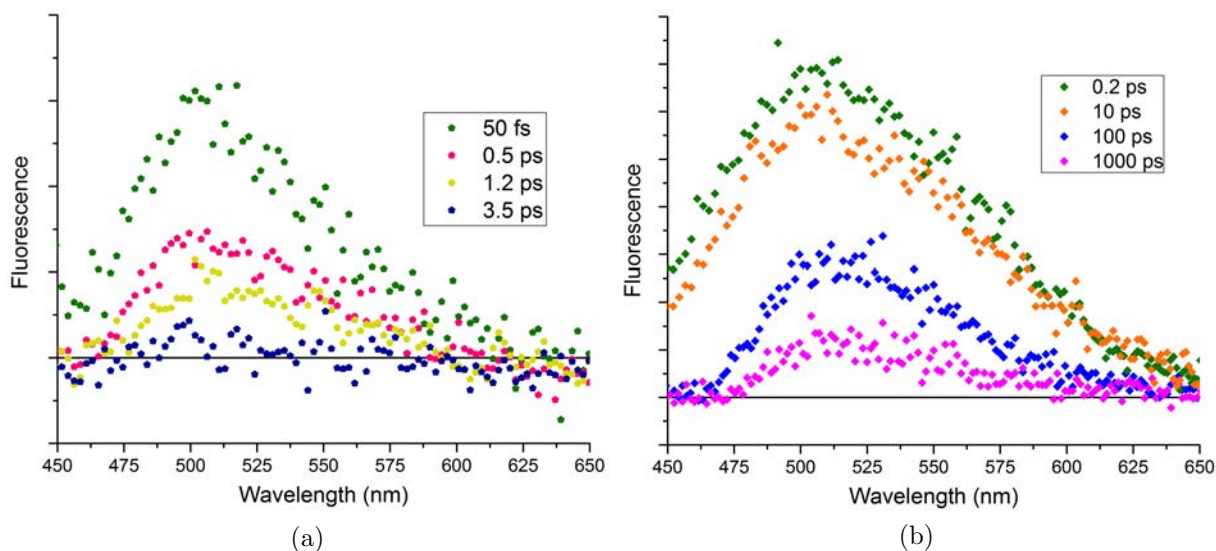 Fluorescence
50 fs
0.5 ps
1.2 ps
3.5 ps
450 475 500 525 550 575 600 625 650
Wavelength (nm)
(a)
Fluorescence
0.2 ps
10 ps
100 ps
1000 ps
450 475 500 525 550 575 600 625 650
Wavelength (nm)
(b)